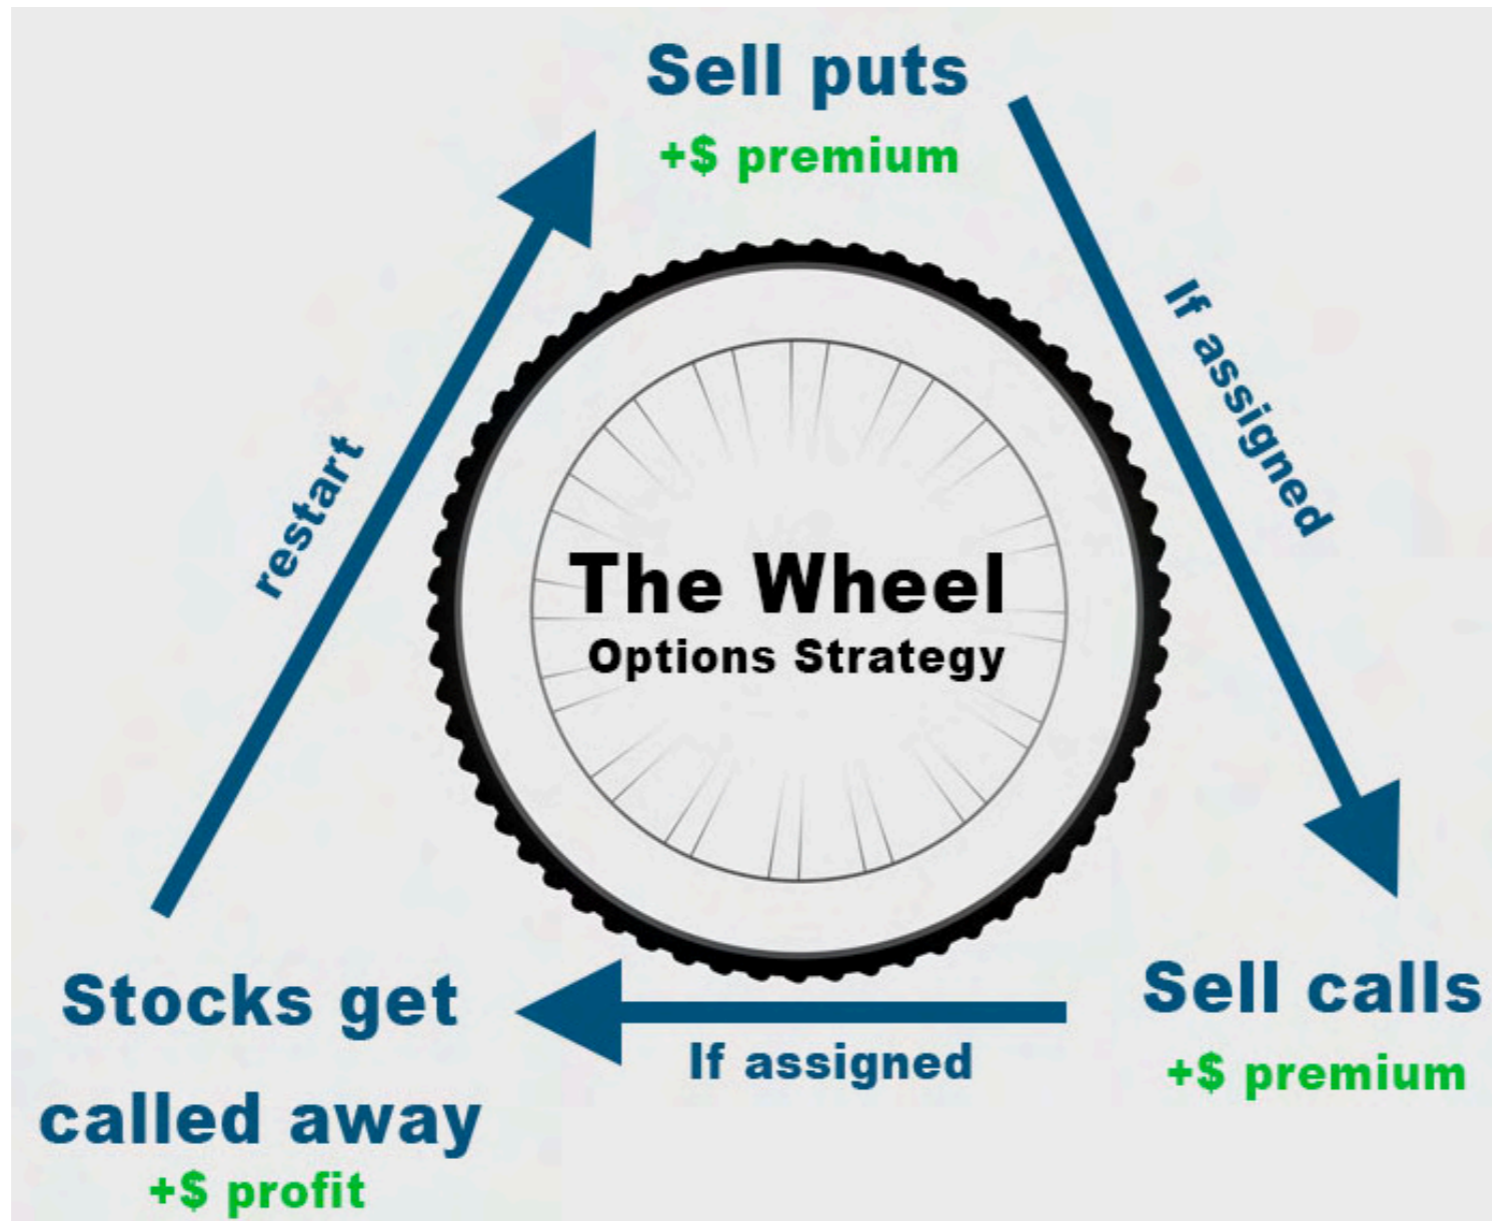 Sell puts
+$ premium
If assigned
restart
The Wheel
Options Strategy
Sell calls
+$ premium
If assigned
Stocks get
called away
+$ profit